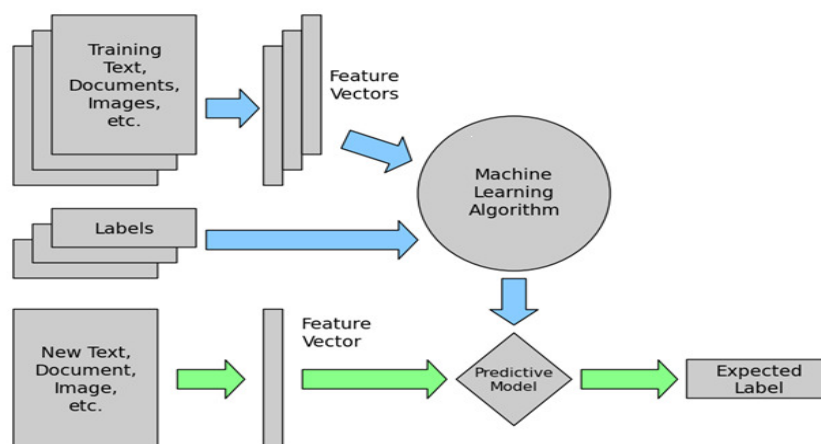 Training
Text,
Documents,
Images,
etc.
Feature
Vectors
Machine
Learning
Algorithm
Labels
New Text,
Document,
Image,
etc.
Feature
Vector
Predictive
Model
Expected
Label